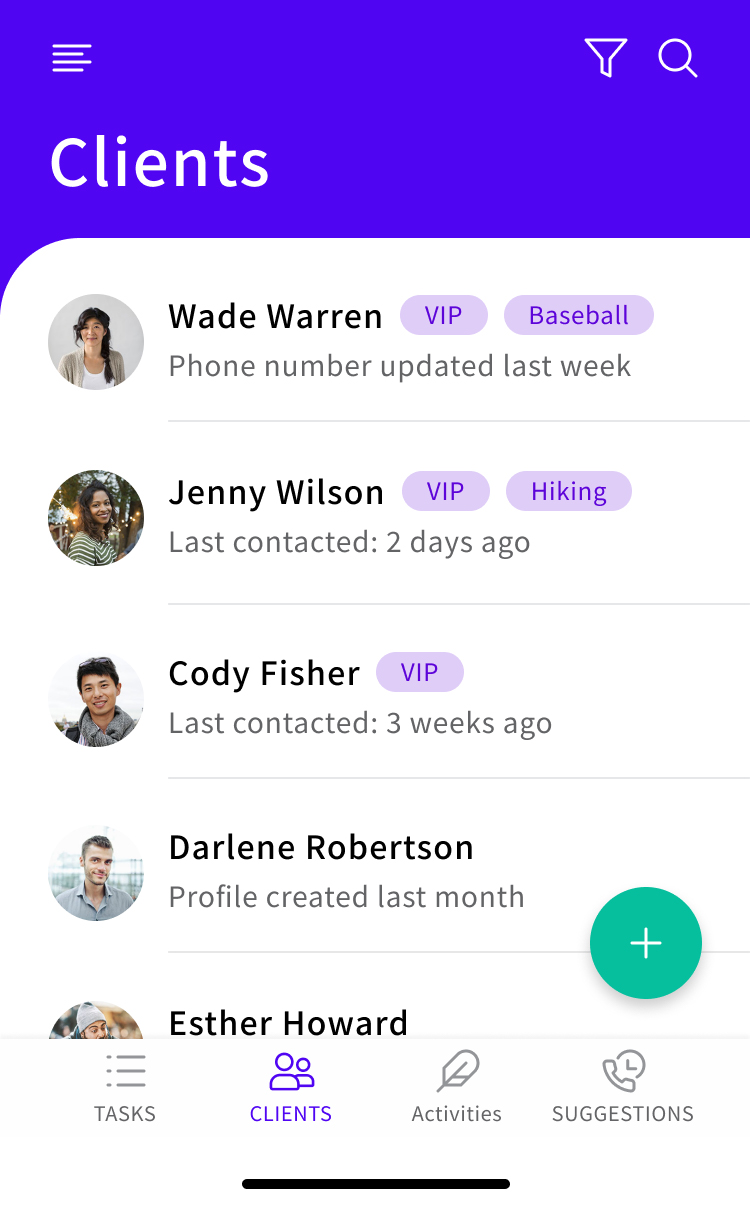 Clients
Wade Warren VIP Baseball
Phone number updated last week
Jenny Wilson VIP Hiking
Last contacted: 2 days ago
Cody Fisher VIP
Last contacted: 3 weeks ago
Darlene Robertson
Profile created last month
Esther Howard
TASKS CLIENTS Activities SUGGESTIONS